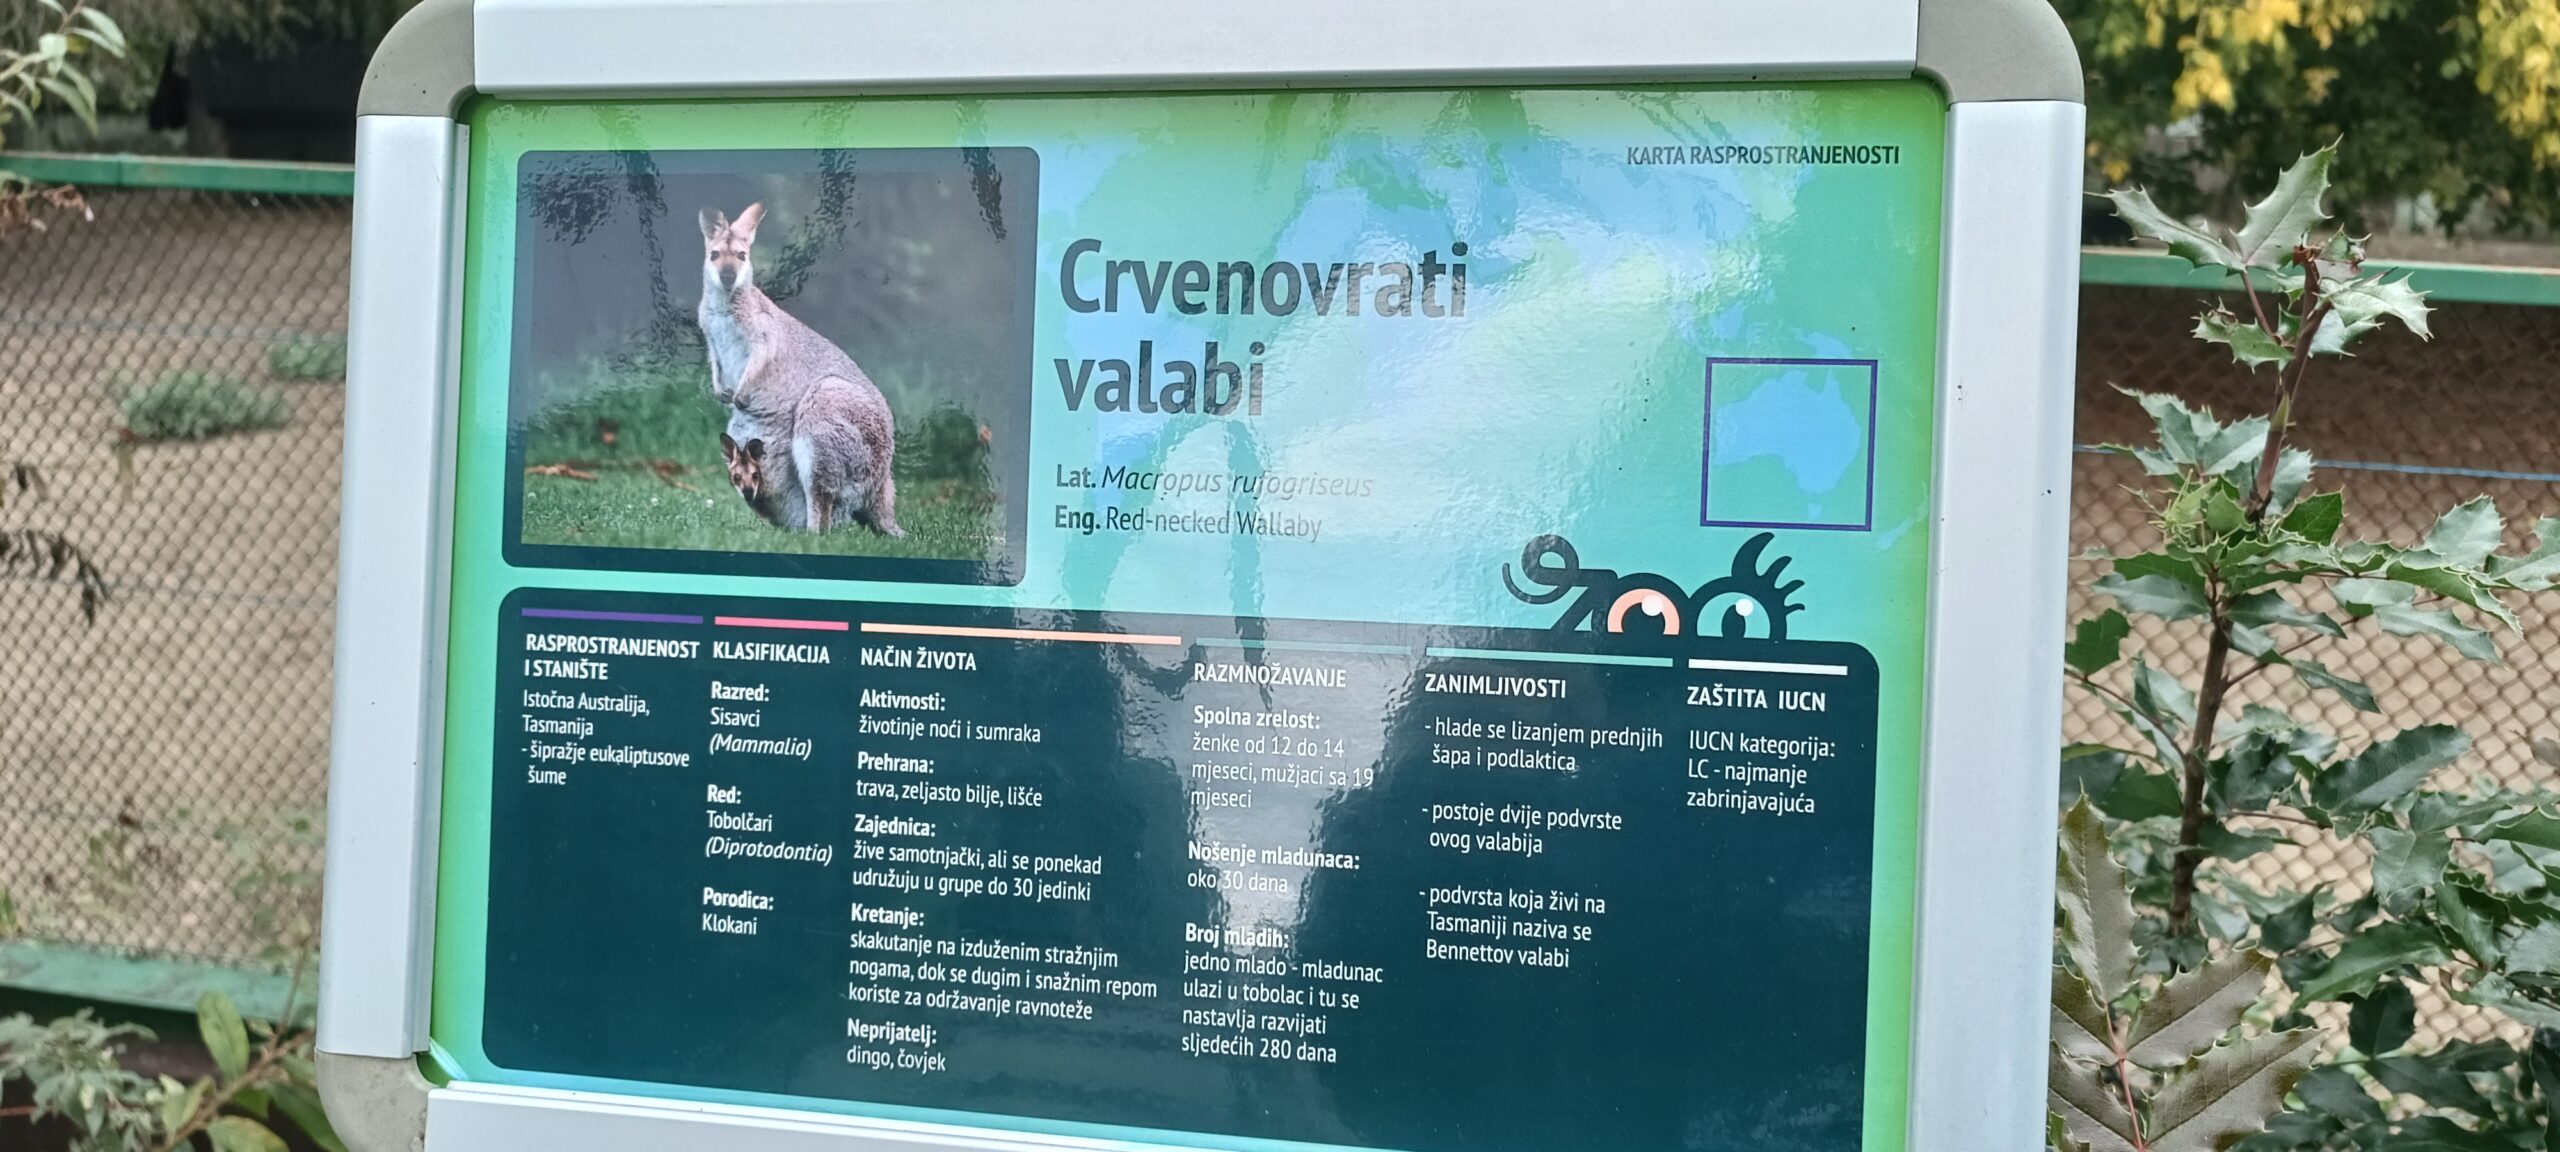 KARTA RASPROSTRANJENOSTI
Crvenovrati
valabi
Lat. Macropus rufogriseus
Eng. Red-necked Wallaby
zoo
RASPROSTRANJENOST
I STANIŠTE
Istočna Australija,
Tasmanija
- šipražje eukaliptusove
šume
KLASIFIKACIJA
Razred:
Sisavci
(Mammalia)
Red:
Tobolčari
(Diprotodontia)
Porodica:
Klokani
NAČIN ŽIVOTA
Aktivnosti:
životinje noći i sumraka
Prehrana:
trava, zeljasto bilje, lišće
Zajednica:
žive samotnjački, ali se ponekad
udružuju u grupe do 30 jedinki
Kretanje:
skakutanje na izduženim stražnjim
nogama, dok se dugim i snažnim repom
koriste za održavanje ravnoteže
Neprijatelj:
dingo, čovjek
RAZMNOŽAVANJE
Spolna zrelost:
ženke od 12 do 14
mjeseci, mužjaci sa 19
mjeseci
Nošenje mladunaca:
oko 30 dana
Broj mladih:
jedno mlado - mladunac
ulazi u tobolac i tu se
nastavlja razvijati
sljedećih 280 dana
ZANIMLJIVOSTI
- hlade se lizanjem prednjih
šapa i podlaktica
- postoje dvije podvrste
ovog valabija
- podvrsta koja živi na
Tasmaniji naziva se
Bennettov valabi
ZAŠTITA IUCN
IUCN kategorija:
LC - najmanje
zabrinjavajuća